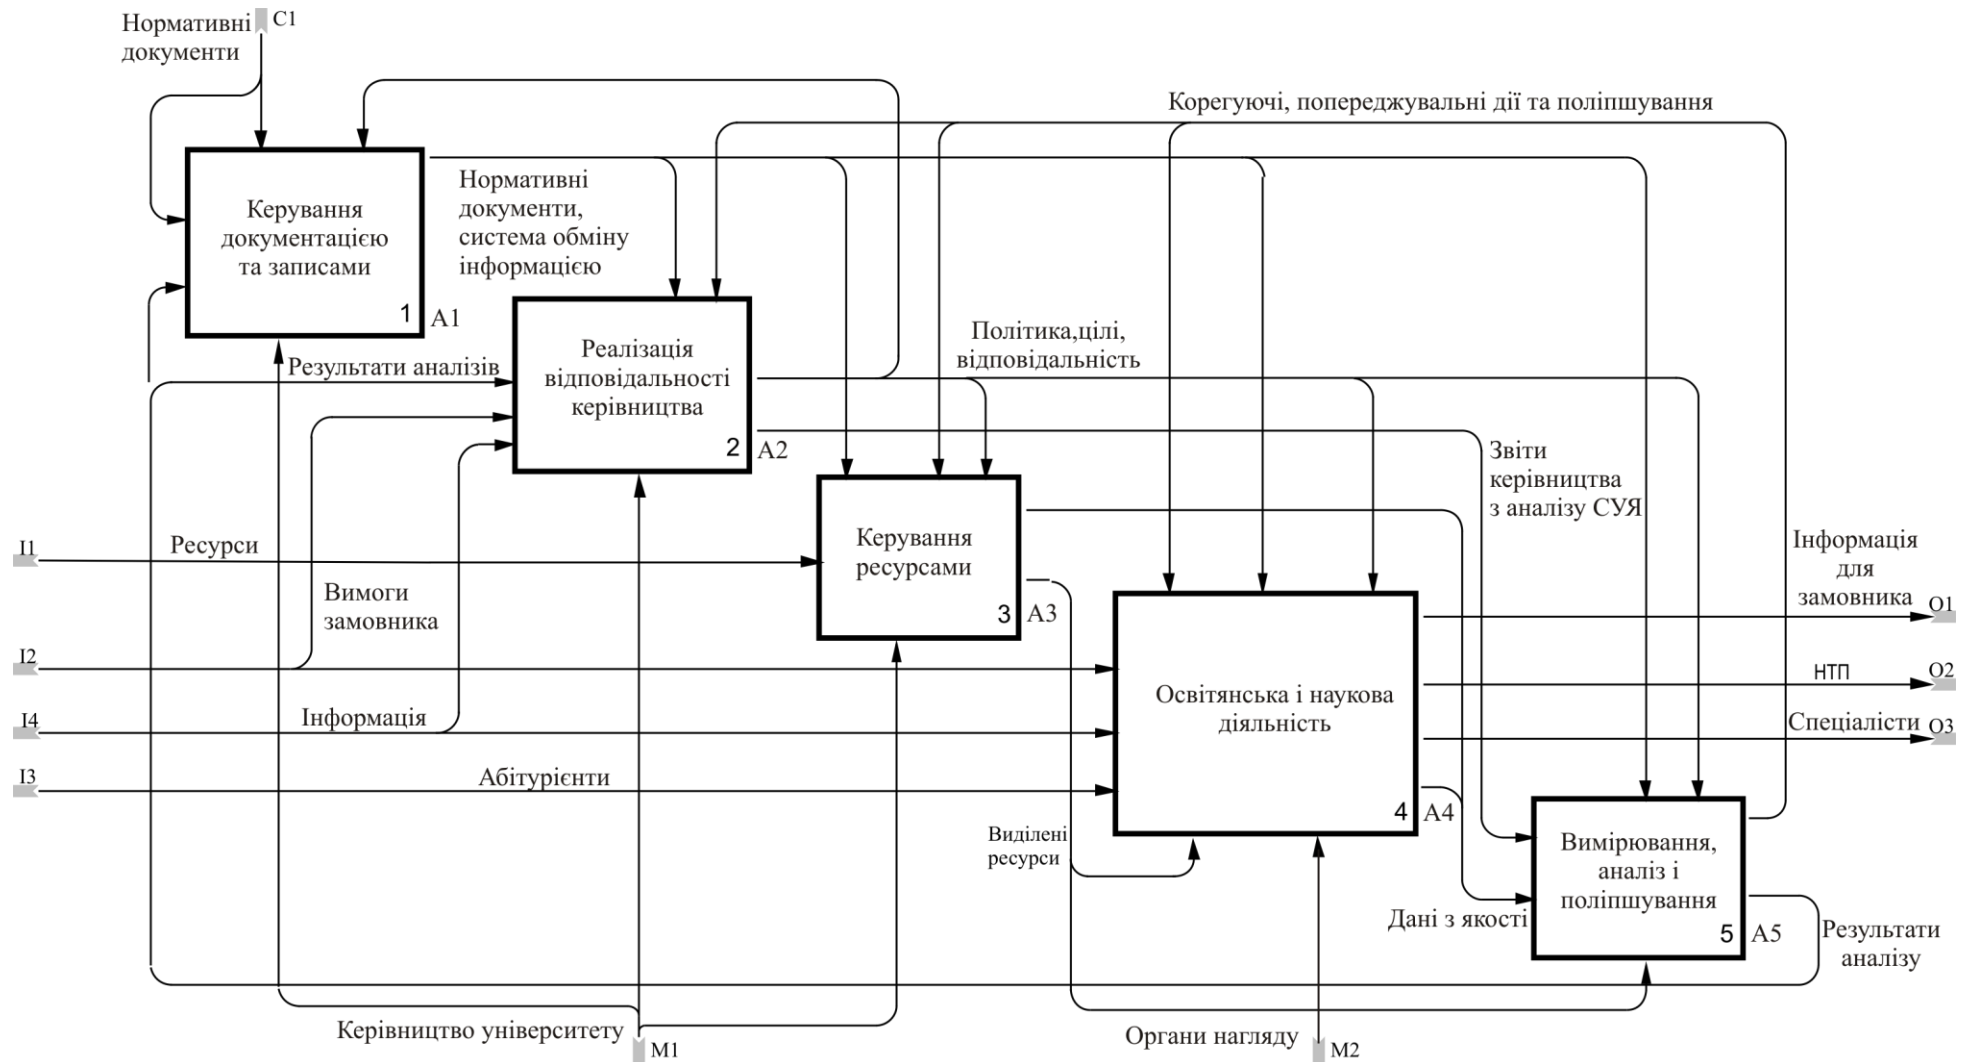 Нормативні
документи
C1
Корегуючі, попереджувальні дії та поліпшування
Керування
документацією
та записами
1
A1
Нормативні
документи,
система обміну
інформацією
Результати аналізів
Реалізація
відповідальності
керівництва
2
A2
Політика,цілі,
відповідальність
Звіти
керівництва
з аналізу СУЯ
I1
Ресурси
Керування
ресурсами
3
A3
Інформація
для
замовника
O1
Вимоги
замовника
I2
НТП
O2
Освітянська і наукова
діяльність
4
A4
I4
Інформація
Спеціалісти
O3
I3
Абітурієнти
Виділені
ресурси
Вимірювання,
аналіз і
поліпшування
5
A5
Дані з якості
Результати
аналізу
Керівництво університету
M1
Органи нагляду
M2